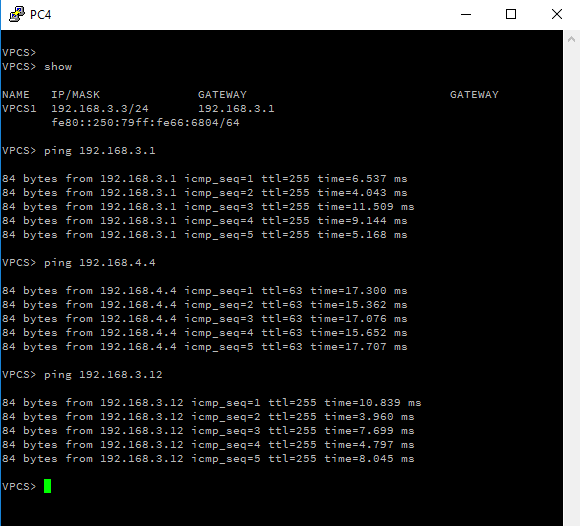 PC4
VPCS>
VPCS> show
NAME IP/MASK GATEWAY GATEWAY
VPCS1 192.168.3.3/24 192.168.3.1
fe80::250:79ff:fe66:6804/64
VPCS> ping 192.168.3.1
84 bytes from 192.168.3.1 icmp_seq=1 ttl=255 time=6.537 ms
84 bytes from 192.168.3.1 icmp_seq=2 ttl=255 time=4.043 ms
84 bytes from 192.168.3.1 icmp_seq=3 ttl=255 time=11.509 ms
84 bytes from 192.168.3.1 icmp_seq=4 ttl=255 time=9.144 ms
84 bytes from 192.168.3.1 icmp_seq=5 ttl=255 time=5.168 ms
VPCS> ping 192.168.4.4
84 bytes from 192.168.4.4 icmp_seq=1 ttl=63 time=17.300 ms
84 bytes from 192.168.4.4 icmp_seq=2 ttl=63 time=15.362 ms
84 bytes from 192.168.4.4 icmp_seq=3 ttl=63 time=17.076 ms
84 bytes from 192.168.4.4 icmp_seq=4 ttl=63 time=15.652 ms
84 bytes from 192.168.4.4 icmp_seq=5 ttl=63 time=17.707 ms
VPCS> ping 192.168.3.12
84 bytes from 192.168.3.12 icmp_seq=1 ttl=255 time=10.839 ms
84 bytes from 192.168.3.12 icmp_seq=2 ttl=255 time=3.960 ms
84 bytes from 192.168.3.12 icmp_seq=3 ttl=255 time=7.699 ms
84 bytes from 192.168.3.12 icmp_seq=4 ttl=255 time=4.797 ms
84 bytes from 192.168.3.12 icmp_seq=5 ttl=255 time=8.045 ms
VPCS>